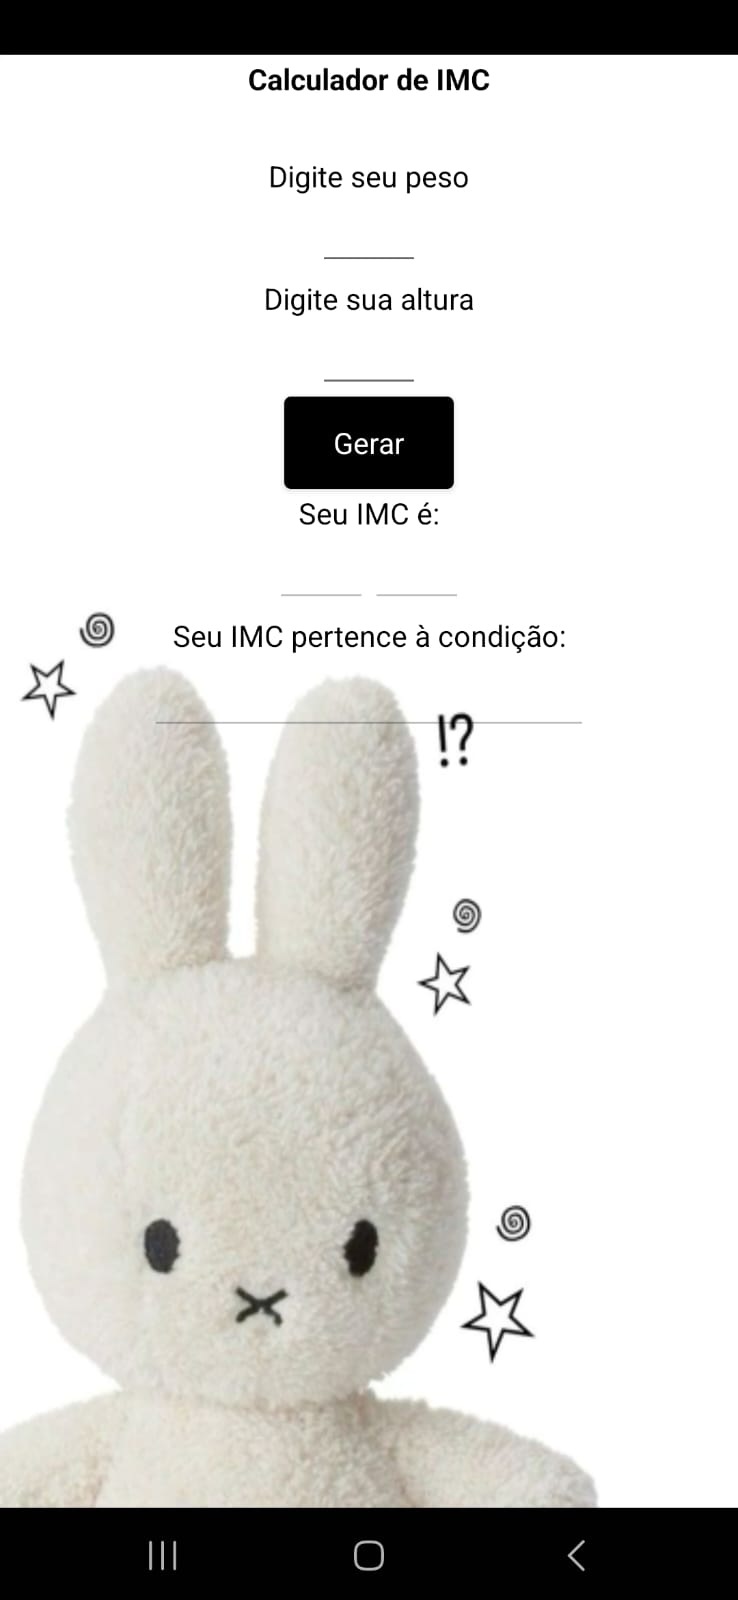 Calculador de IMC
Digite seu peso
Digite sua altura
Gerar
Seu IMC é:
Seu IMC pertence à condição:
!?